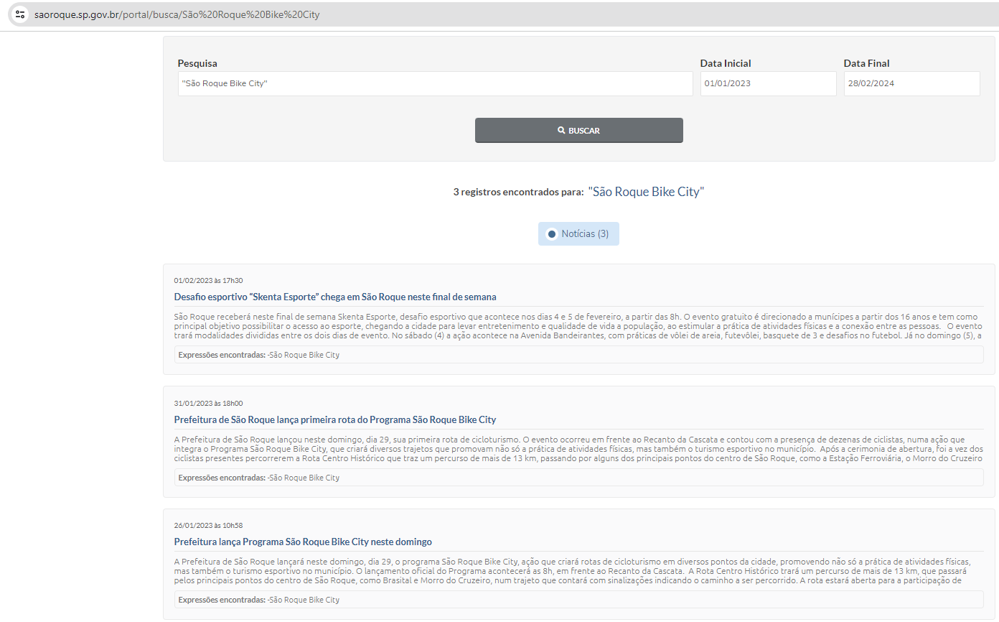 saoroque.sp.gov.br/portal/busca/São%20Roque%20Bike%20City
Pesquisa
Data Inicial
Data Final
"São Roque Bike City"
01/01/2023
28/02/2024
BUSCAR
3 registros encontrados para: "São Roque Bike City"
Notícias (3)
01/02/2023 às 17h30
Desafio esportivo “Skenta Esporte” chega em São Roque neste final de semana
São Roque receberá neste final de semana Skenta Esporte, desafio esportivo que acontece nos dias 4 e 5 de fevereiro, a partir das 8h. O evento gratuito é direcionado a munícipes a partir dos 16 anos e tem como
principal objetivo possibilitar o acesso ao esporte, chegando a cidade para levar entretenimento e qualidade de vida a população, ao estimular a prática de atividades físicas e a conexão entre as pessoas. O evento
trará modalidades divididas entre os dois dias de evento. No sábado (4) a ação acontece na Avenida Bandeirantes, com práticas de vôlei de areia, futevôlei, basquete de 3 e desafios no futebol. Já no domingo (5), a
Expressões encontradas: -São Roque Bike City
31/01/2023 às 18h00
Prefeitura de São Roque lança primeira rota do Programa São Roque Bike City
A Prefeitura de São Roque lançou neste domingo, dia 29, sua primeira rota de cicloturismo. O evento ocorreu em frente ao Recanto da Cascata e contou com a presença de dezenas de ciclistas, numa ação que
integra o Programa São Roque Bike City, que criará diversos trajetos que promovam não só a prática de atividades físicas, mas também o turismo esportivo no município. Após a cerimonia de abertura, foi a vez dos
ciclistas presentes percorrerem a Rota Centro Histórico que traz um percurso de mais de 13 km, passando por alguns dos principais pontos do centro de São Roque, como a Estação Ferroviária, o Morro do Cruzeiro
Expressões encontradas: -São Roque Bike City
26/01/2023 às 10h58
Prefeitura lança Programa São Roque Bike City neste domingo
A Prefeitura de São Roque lançará neste domingo, dia 29, o programa São Roque Bike City, ação que criará rotas de cicloturismo em diversos pontos da cidade, promovendo não só a prática de atividades físicas,
mas também o turismo esportivo no município. O lançamento oficial do Programa acontecerá as 8h, em frente ao Recanto da Cascata. A Rota Centro Histórico trará um percurso de mais de 13 km, que passará
pelos principais pontos do centro de São Roque, como Brasital e Morro do Cruzeiro, num trajeto que contará com sinalizações indicando o caminho a ser percorrido. A rota estará aberta para a participação de
Expressões encontradas: -São Roque Bike City